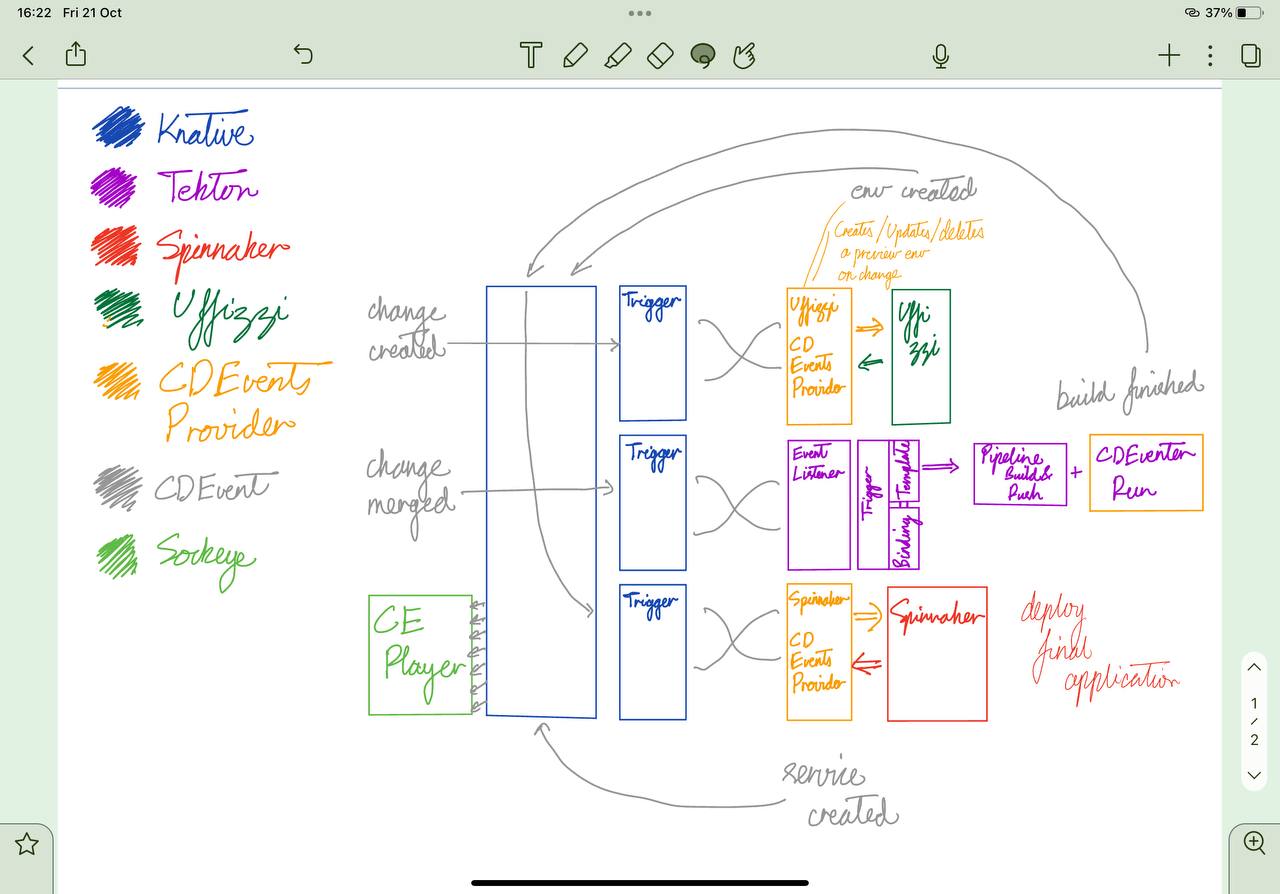 16:22 Fri 21 Oct
37%
T
Knative
Tekton
Spinnaker
Uffizzi
CDEvents
Provider
CDEvent
Sockeye
env created
Creates/Updates/deletes
a preview env
on change
change
created
Trigger
Uffizzi
CD
Events
Provider
Uffi
zzi
build finished
change
merged
Trigger
Event
Listener
Trigger
Template
Binding
Pipeline
Build &
Push
+
CDEventer
Run
CE
Player
Trigger
Spinnaker
CD
Events
Provider
Spinnaker
deploy
final
application
service
created
1
/
2